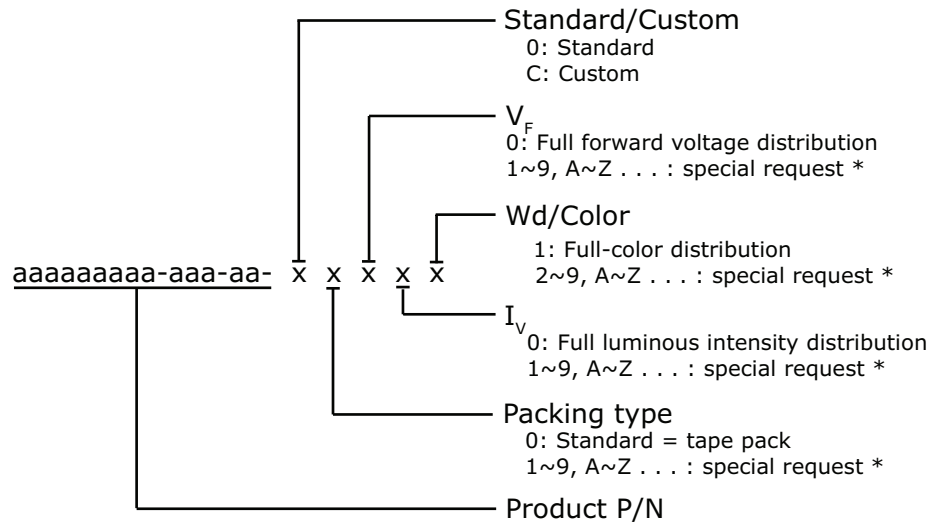 Standard/Custom
0: Standard
C: Custom
VF
0: Full forward voltage distribution
1~9, A~Z . . . : special request *
Wd/Color
1: Full-color distribution
2~9, A~Z . . . : special request *
aaaaaaaaa-aaa-aa- x x x x x
IV
0: Full luminous intensity distribution
1~9, A~Z . . . : special request *
Packing type
0: Standard = tape pack
1~9, A~Z . . . : special request *
Product P/N